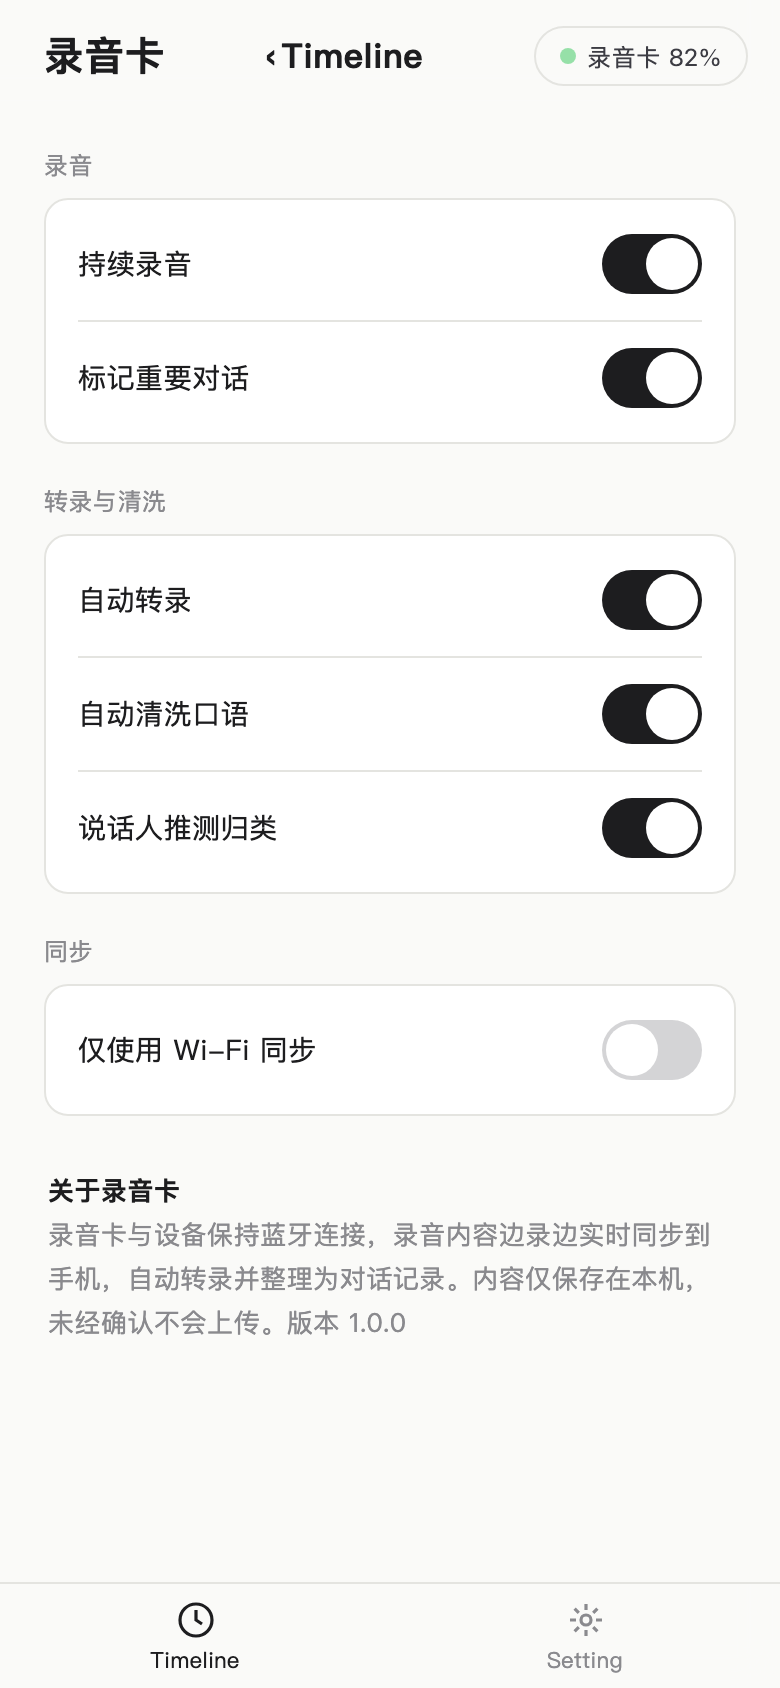 录音卡
‹ Timeline
录音卡 82%
录音
持续录音
标记重要对话
转录与清洗
自动转录
自动清洗口语
说话人推测归类
同步
仅使用 Wi-Fi 同步
关于录音卡
录音卡与设备保持蓝牙连接，录音内容边录边实时同步到
手机，自动转录并整理为对话记录。内容仅保存在本机，
未经确认不会上传。版本 1.0.0
Timeline
Setting